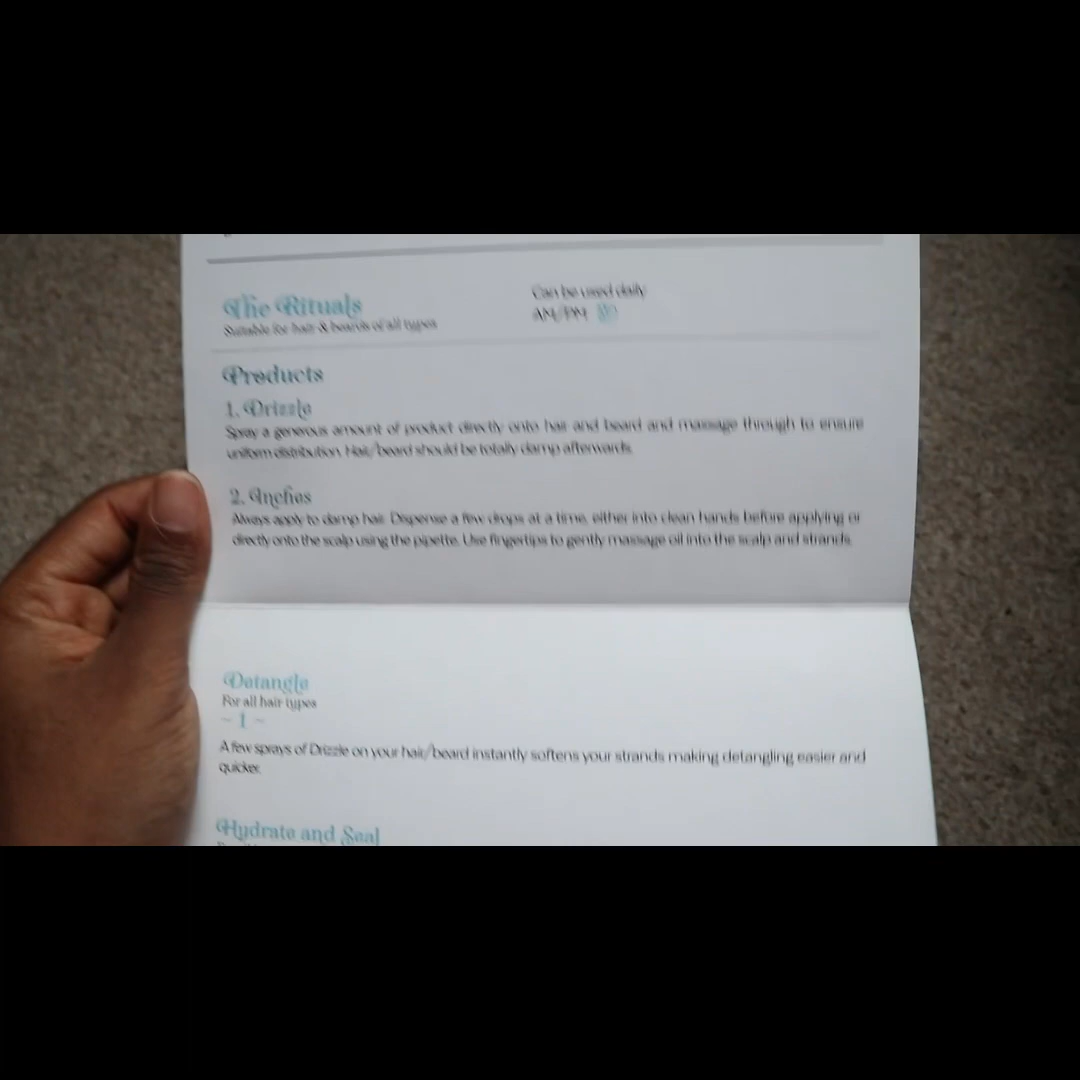 The Rituals
Suitable for hair & beards of all types
Can be used daily
AM/PM
Products
1. Drizzle
Spray a generous amount of product directly onto hair and beard and massage through to ensure
uniform distribution. Hair/beard should be totally damp afterwards.
2. Inches
Always apply to damp hair. Dispense a few drops at a time, either into clean hands before applying or
directly onto the scalp using the pipette. Use fingertips to gently massage oil into the scalp and strands.
Detangle
For all hair types
~ 1 ~
A few sprays of Drizzle on your hair/beard instantly softens your strands making detangling easier and
quicker.
Hydrate and Seal